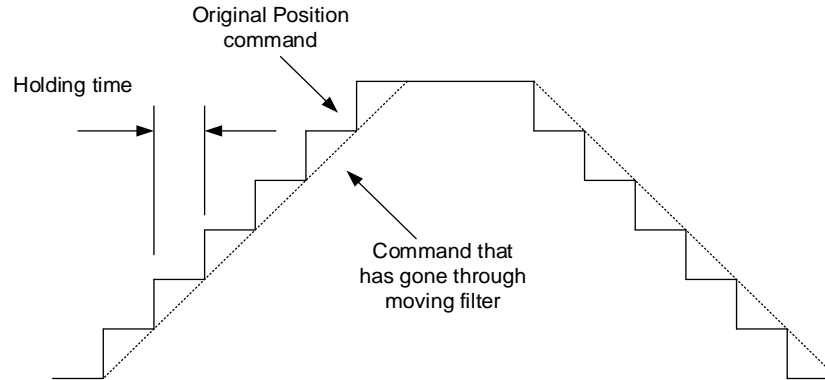 Original Position
command
Holding time
Command that
has gone through
moving filter